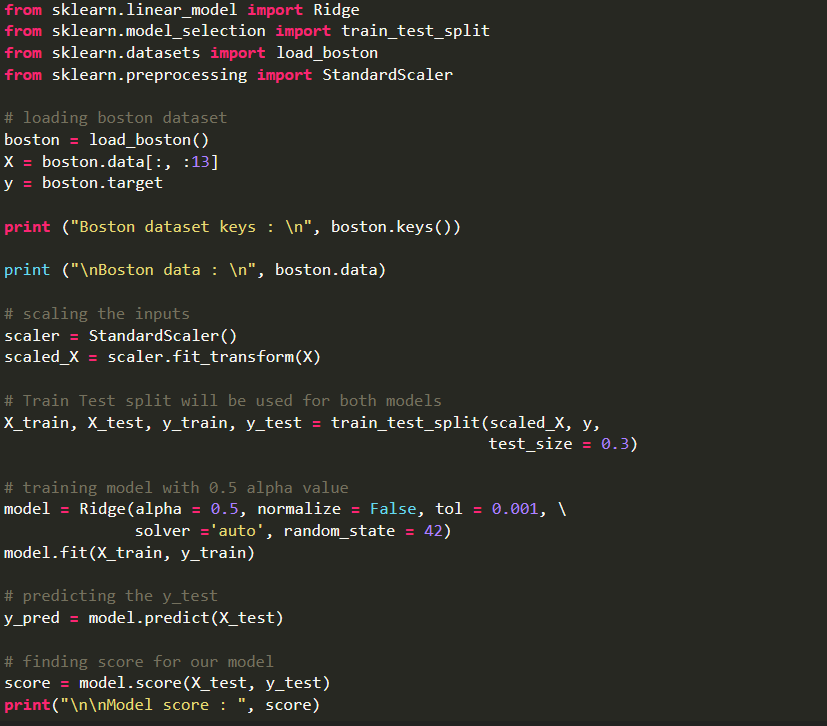 from sklearn.linear_model import Ridge
from sklearn.model_selection import train_test_split
from sklearn.datasets import load_boston
from sklearn.preprocessing import StandardScaler

# loading boston dataset
boston = load_boston()
X = boston.data[:, :13]
y = boston.target

print ("Boston dataset keys : \n", boston.keys())

print ("\nBoston data : \n", boston.data)

# scaling the inputs
scaler = StandardScaler()
scaled_X = scaler.fit_transform(X)

# Train Test split will be used for both models
X_train, X_test, y_train, y_test = train_test_split(scaled_X, y,
                                                    test_size = 0.3)

# training model with 0.5 alpha value
model = Ridge(alpha = 0.5, normalize = False, tol = 0.001, \
              solver ='auto', random_state = 42)
model.fit(X_train, y_train)

# predicting the y_test
y_pred = model.predict(X_test)

# finding score for our model
score = model.score(X_test, y_test)
print("\n\nModel score : ", score)